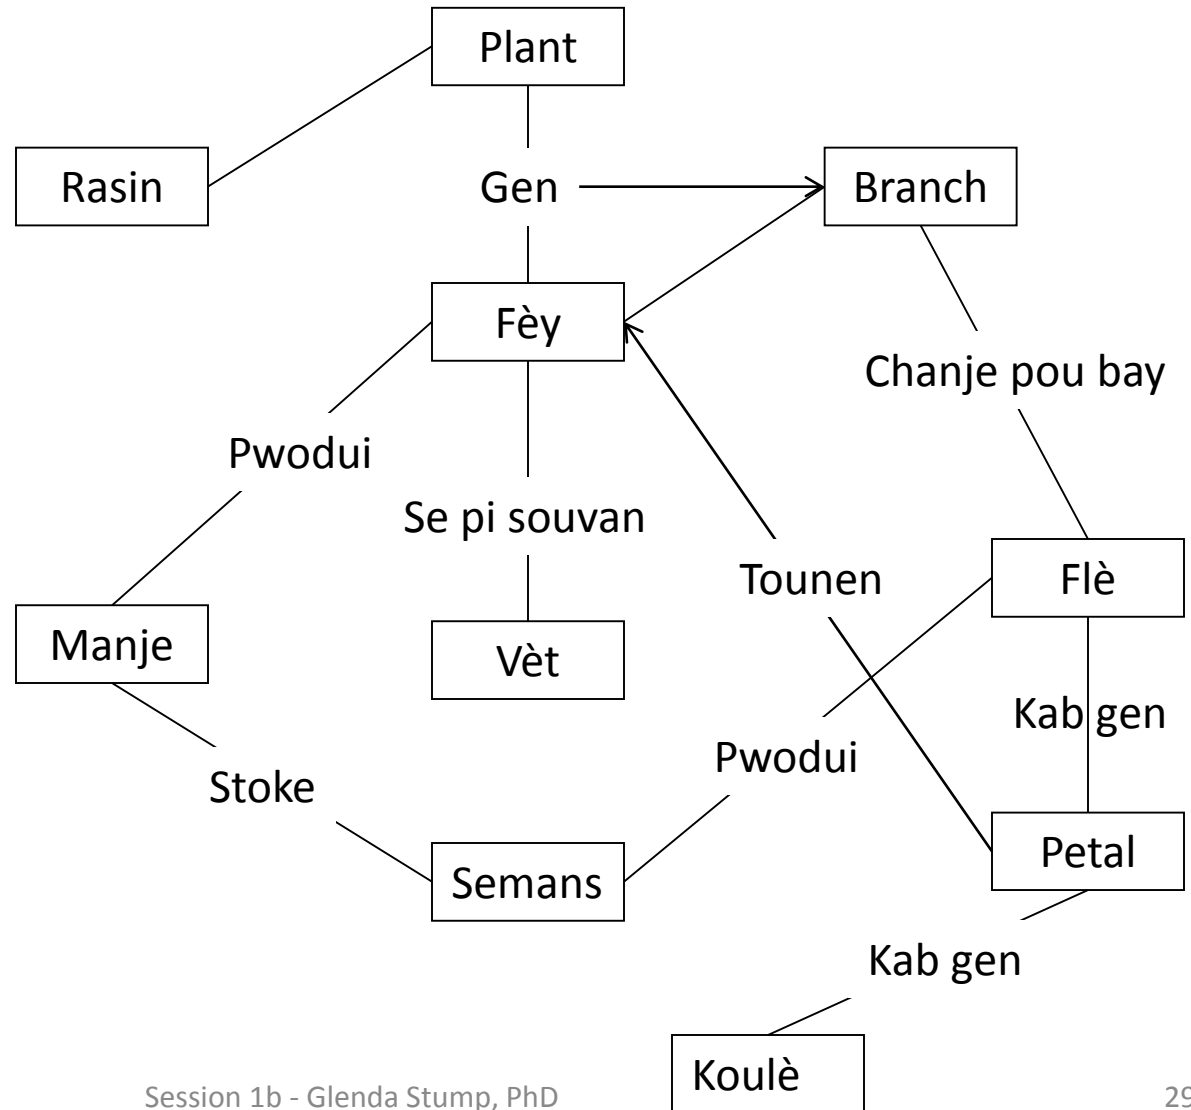 Plant
Rasin
Gen
Branch
Fèy
Chanje pou bay
Pwodui
Se pi souvan
Tounen
Flè
Manje
Vèt
Kab gen
Pwodui
Stoke
Petal
Semans
Kab gen
Koulè
Session 1b - Glenda Stump, PhD
29